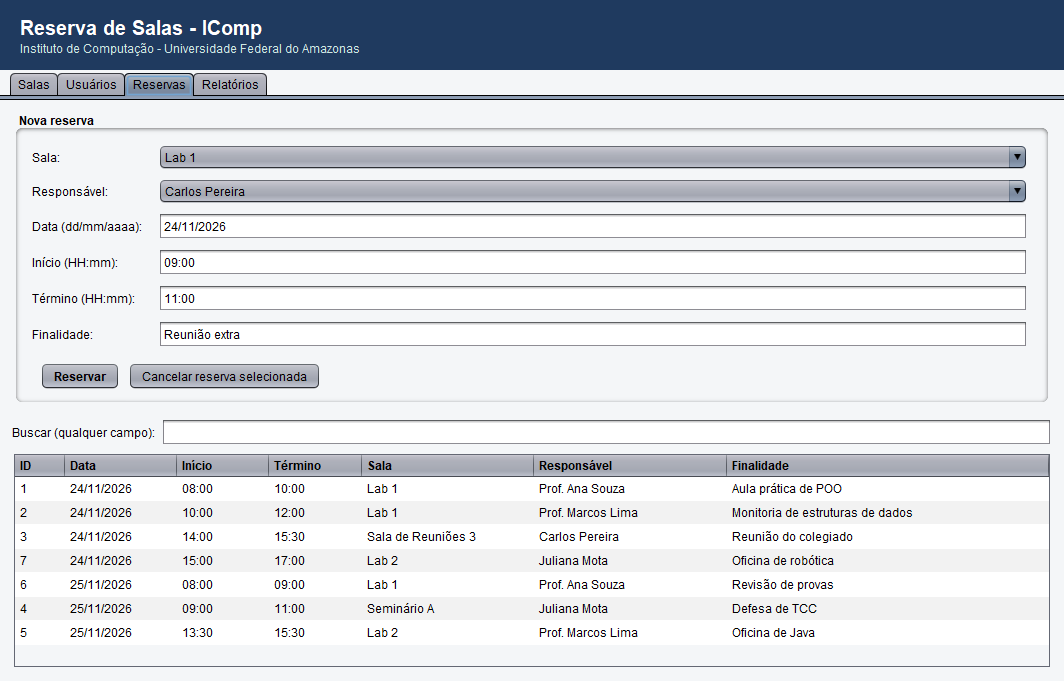 Reserva de Salas - IComp
Instituto de Computação - Universidade Federal do Amazonas
Salas Usuários Reservas Relatórios
Nova reserva
Sala: Lab 1
Responsável: Carlos Pereira
Data (dd/mm/aaaa): 24/11/2026
Início (HH:mm): 09:00
Término (HH:mm): 11:00
Finalidade: Reunião extra
Reservar Cancelar reserva selecionada
Buscar (qualquer campo):
ID Data Início Término Sala Responsável Finalidade
1 24/11/2026 08:00 10:00 Lab 1 Prof. Ana Souza Aula prática de POO
2 24/11/2026 10:00 12:00 Lab 1 Prof. Marcos Lima Monitoria de estruturas de dados
3 24/11/2026 14:00 15:30 Sala de Reuniões 3 Carlos Pereira Reunião do colegiado
7 24/11/2026 15:00 17:00 Lab 2 Juliana Mota Oficina de robótica
6 25/11/2026 08:00 09:00 Lab 1 Prof. Ana Souza Revisão de provas
4 25/11/2026 09:00 11:00 Seminário A Juliana Mota Defesa de TCC
5 25/11/2026 13:30 15:30 Lab 2 Prof. Marcos Lima Oficina de Java